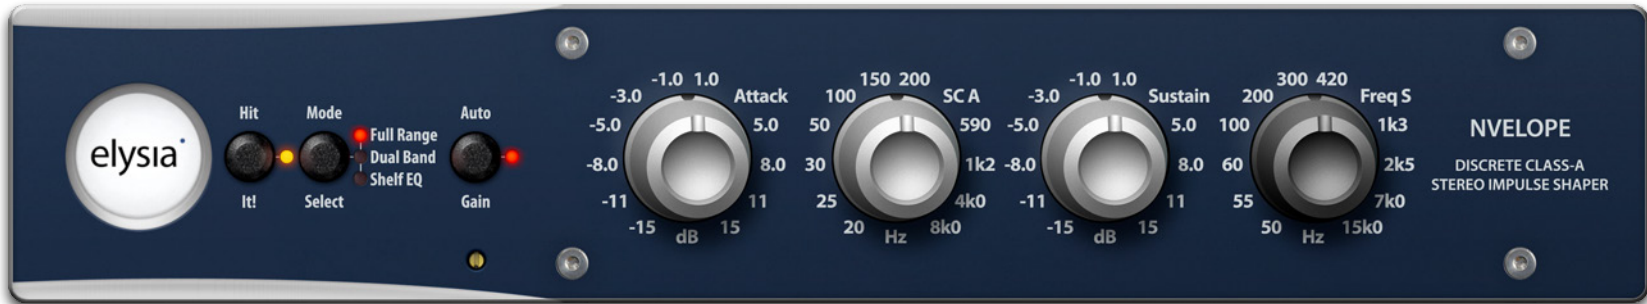 elysia
Hit
It!
Mode
Select
Full Range
Dual Band
Shelf EQ
Auto
Gain
-1.0 1.0
-3.0 Attack
-5.0 5.0
-8.0 8.0
-11 11
-15 dB 15
150 200
100 SC A
50 590
30 1k2
25 4k0
20 Hz 8k0
-1.0 1.0
-3.0 Sustain
-5.0 5.0
-8.0 8.0
-11 11
-15 dB 15
300 420
200 Freq S
100 1k3
60 2k5
55 7k0
50 Hz 15k0
NVELOPE
DISCRETE CLASS-A
STEREO IMPULSE SHAPER